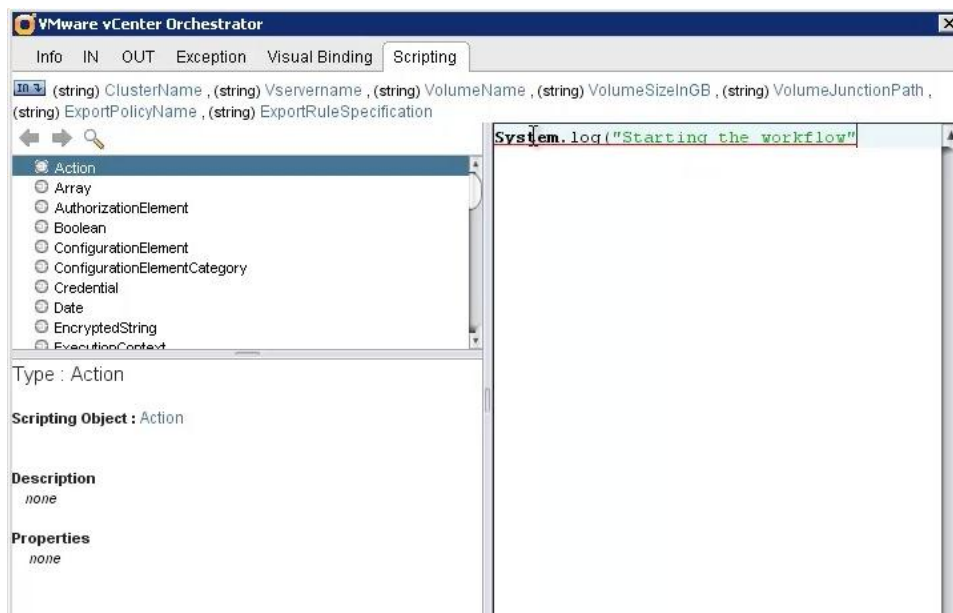 VMware vCenter Orchestrator
Info IN OUT Exception Visual Binding Scripting
IN (string) ClusterName , (string) Vservername , (string) VolumeName , (string) VolumeSizeInGB , (string) VolumeJunctionPath ,
(string) ExportPolicyName , (string) ExportRuleSpecification
System.log("Starting the workflow"
Action
Array
AuthorizationElement
Boolean
ConfigurationElement
ConfigurationElementCategory
Credential
Date
EncryptedString
ExecutionContext
Type : Action
Scripting Object : Action
Description
none
Properties
none